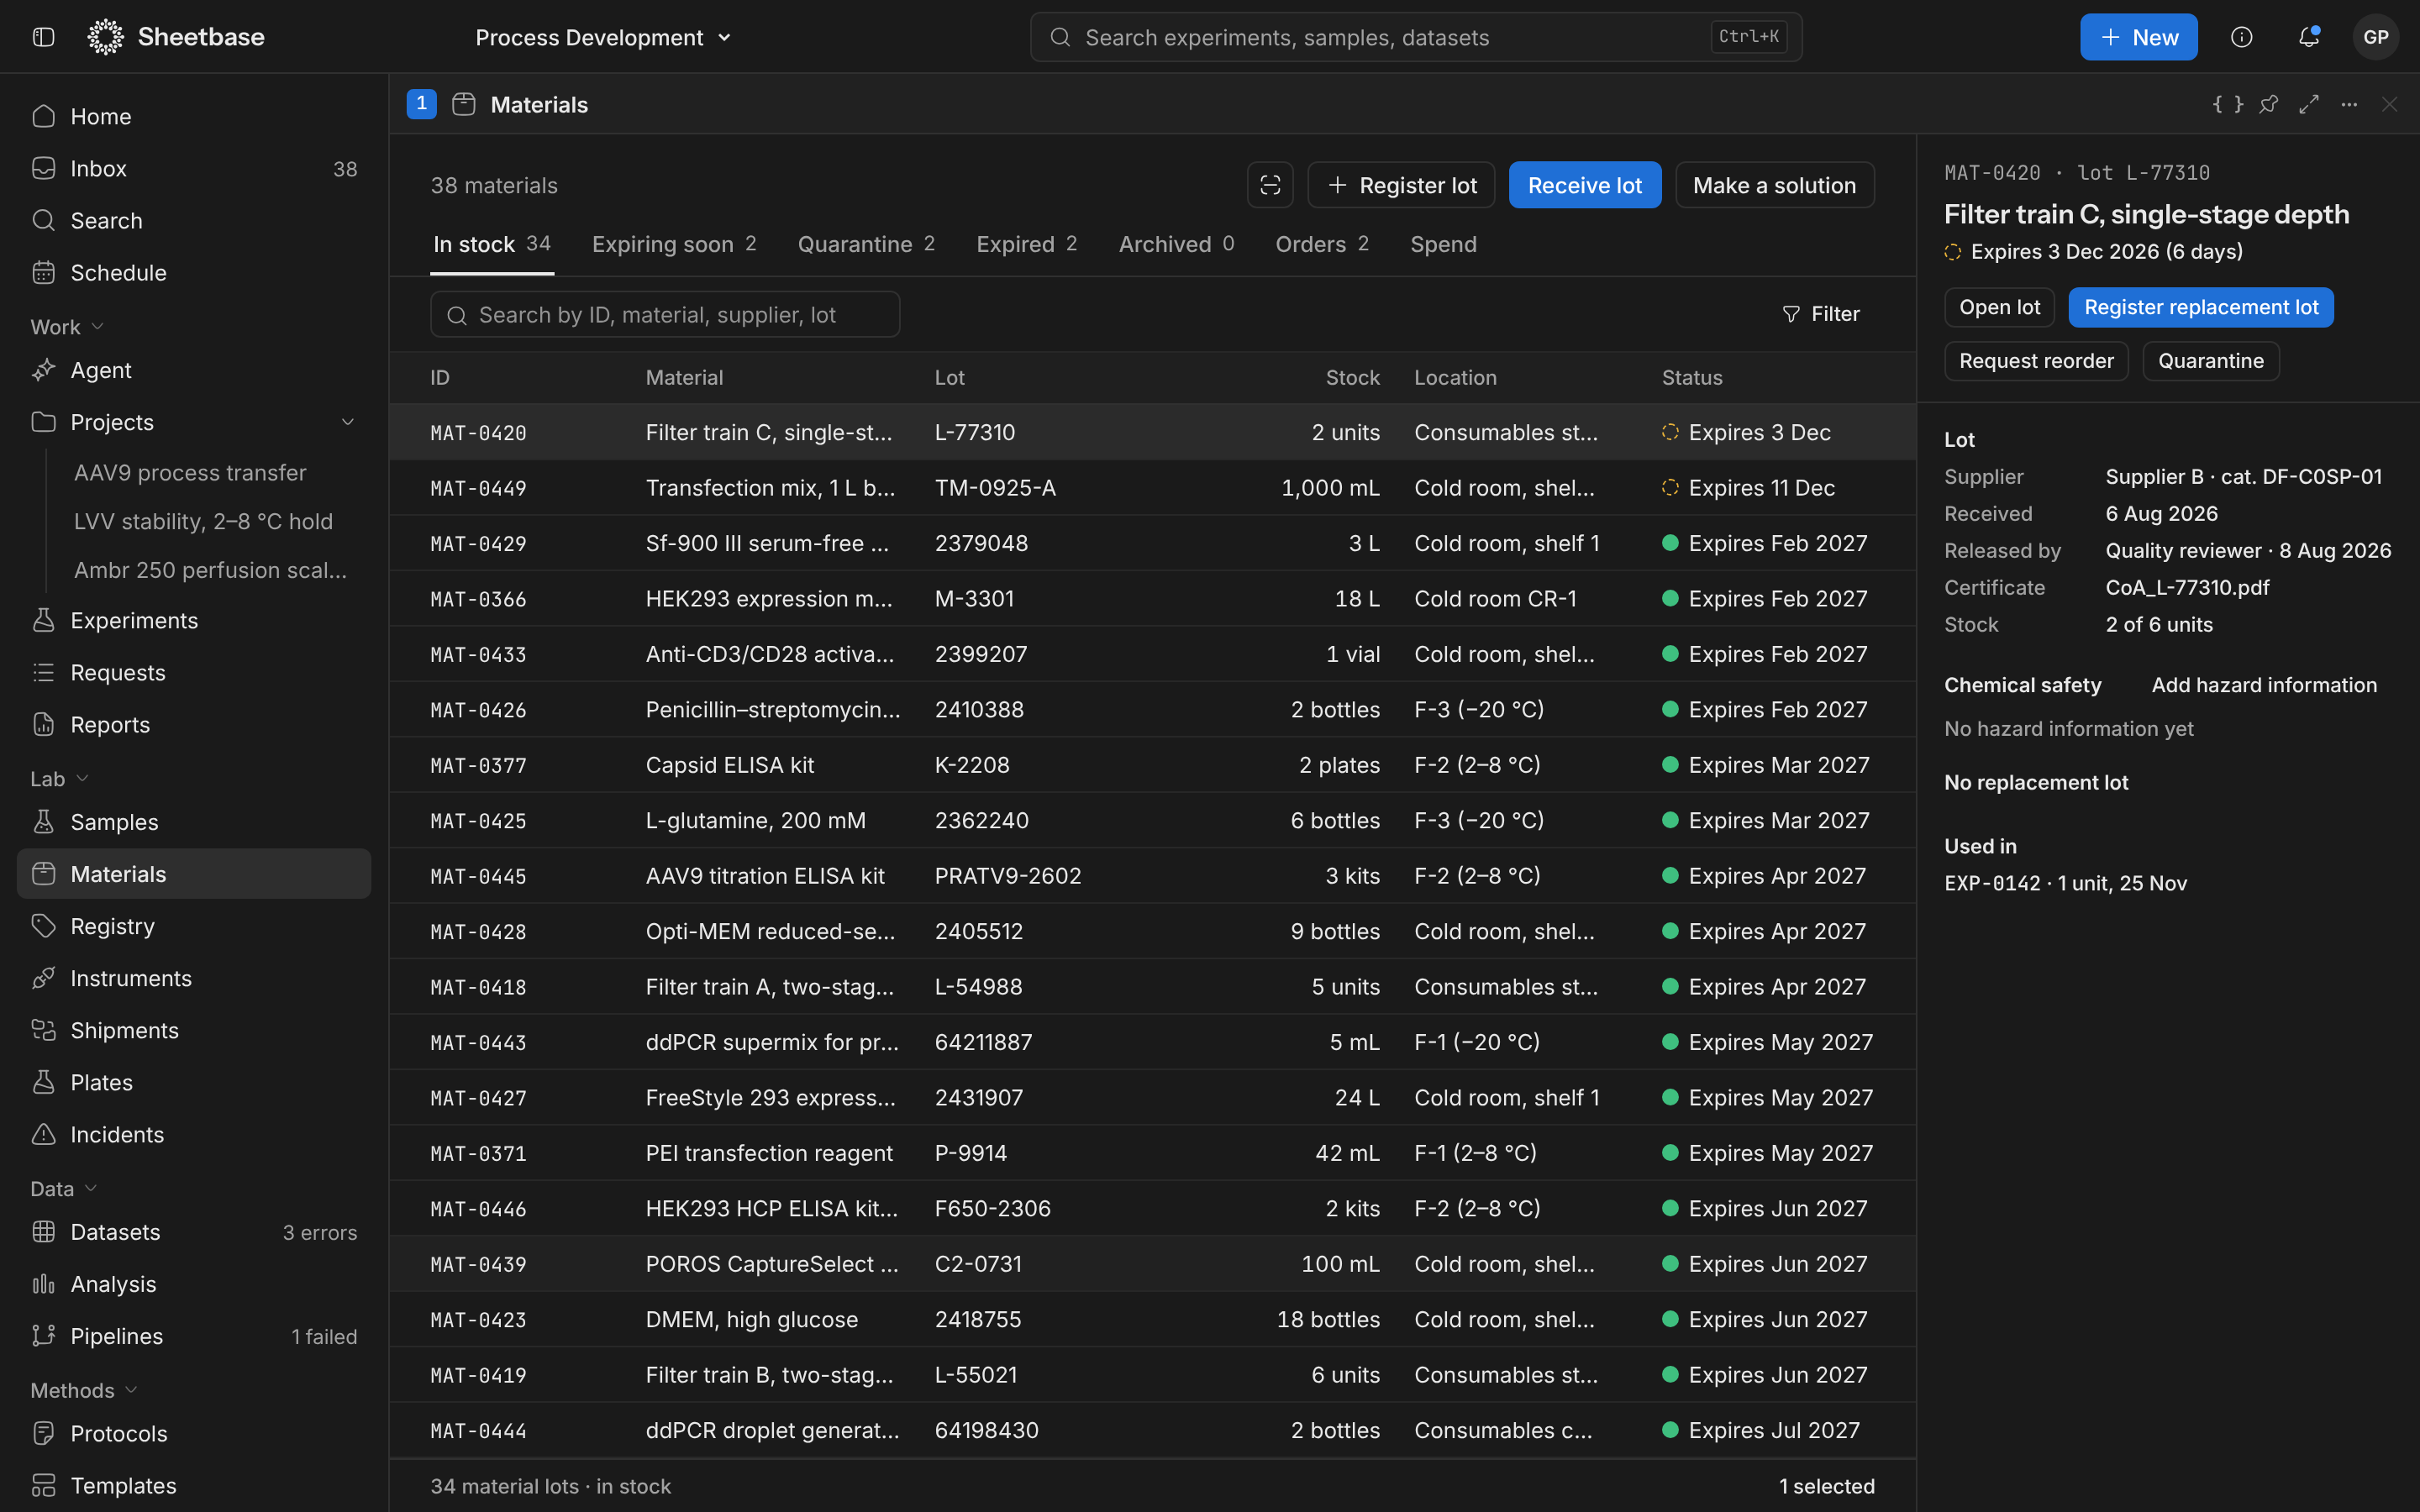 Sheetbase
Process Development
Search experiments, samples, datasets
Ctrl+K
New
GP
Home
Inbox 38
Search
Schedule
Work
Agent
Projects
AAV9 process transfer
LVV stability, 2–8 °C hold
Ambr 250 perfusion scal...
Experiments
Requests
Reports
Lab
Samples
Materials
Registry
Instruments
Shipments
Plates
Incidents
Data
Datasets 3 errors
Analysis
Pipelines 1 failed
Methods
Protocols
Templates
1 Materials
38 materials
Register lot
Receive lot
Make a solution
In stock 34
Expiring soon 2
Quarantine 2
Expired 2
Archived 0
Orders 2
Spend
Search by ID, material, supplier, lot
Filter
ID Material Lot Stock Location Status
MAT-0420 Filter train C, single-st... L-77310 2 units Consumables st... Expires 3 Dec
MAT-0449 Transfection mix, 1 L b... TM-0925-A 1,000 mL Cold room, shel... Expires 11 Dec
MAT-0429 Sf-900 III serum-free ... 2379048 3 L Cold room, shelf 1 Expires Feb 2027
MAT-0366 HEK293 expression m... M-3301 18 L Cold room CR-1 Expires Feb 2027
MAT-0433 Anti-CD3/CD28 activa... 2399207 1 vial Cold room, shel... Expires Feb 2027
MAT-0426 Penicillin–streptomycin... 2410388 2 bottles F-3 (−20 °C) Expires Feb 2027
MAT-0377 Capsid ELISA kit K-2208 2 plates F-2 (2–8 °C) Expires Mar 2027
MAT-0425 L-glutamine, 200 mM 2362240 6 bottles F-3 (−20 °C) Expires Mar 2027
MAT-0445 AAV9 titration ELISA kit PRATV9-2602 3 kits F-2 (2–8 °C) Expires Apr 2027
MAT-0428 Opti-MEM reduced-se... 2405512 9 bottles Cold room, shel... Expires Apr 2027
MAT-0418 Filter train A, two-stag... L-54988 5 units Consumables st... Expires Apr 2027
MAT-0443 ddPCR supermix for pr... 64211887 5 mL F-1 (−20 °C) Expires May 2027
MAT-0427 FreeStyle 293 express... 2431907 24 L Cold room, shelf 1 Expires May 2027
MAT-0371 PEI transfection reagent P-9914 42 mL F-1 (2–8 °C) Expires May 2027
MAT-0446 HEK293 HCP ELISA kit... F650-2306 2 kits F-2 (2–8 °C) Expires Jun 2027
MAT-0439 POROS CaptureSelect ... C2-0731 100 mL Cold room, shel... Expires Jun 2027
MAT-0423 DMEM, high glucose 2418755 18 bottles Cold room, shel... Expires Jun 2027
MAT-0419 Filter train B, two-stag... L-55021 6 units Consumables st... Expires Jun 2027
MAT-0444 ddPCR droplet generat... 64198430 2 bottles Consumables c... Expires Jul 2027
34 material lots · in stock
1 selected
MAT-0420 · lot L-77310
Filter train C, single-stage depth
Expires 3 Dec 2026 (6 days)
Open lot
Register replacement lot
Request reorder
Quarantine
Lot
Supplier Supplier B · cat. DF-C0SP-01
Received 6 Aug 2026
Released by Quality reviewer · 8 Aug 2026
Certificate CoA_L-77310.pdf
Stock 2 of 6 units
Chemical safety Add hazard information
No hazard information yet
No replacement lot
Used in
EXP-0142 · 1 unit, 25 Nov